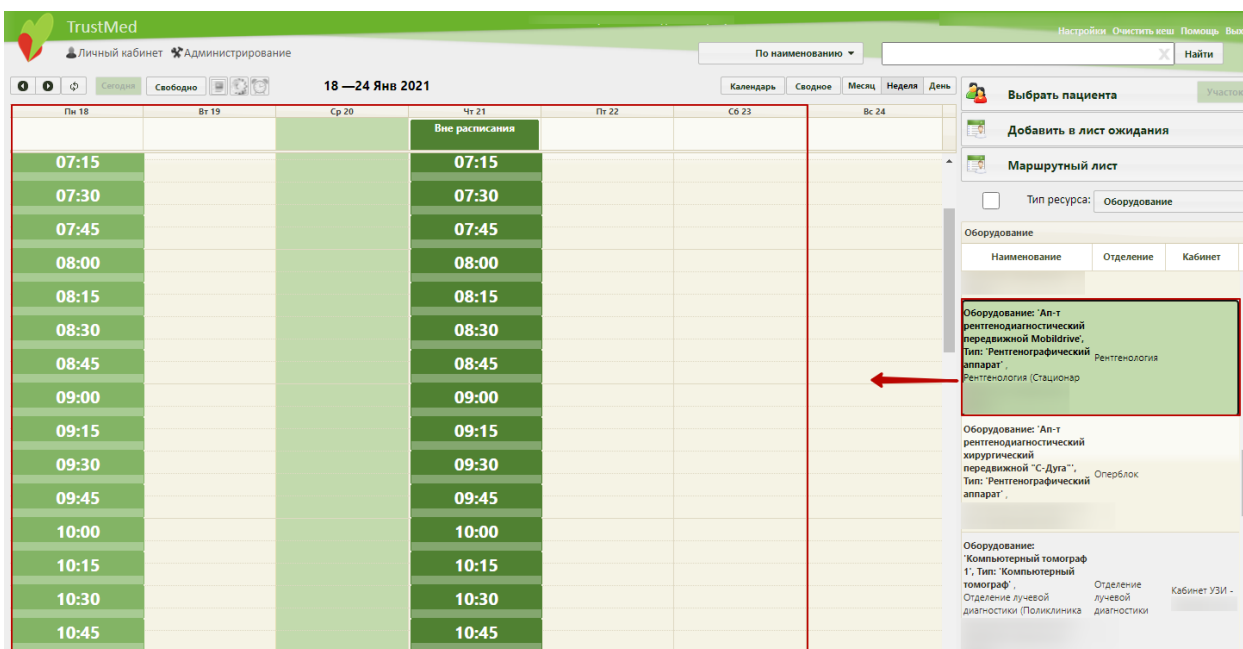 TrustMed
Настройки Очистить кеш Помощь
Личный кабинет Администрирование
По наименованию
Найти
Сегодня
Свободно
18 —24 Янв 2021
Календарь
Сводное
Месяц
Неделя
День
Выбрать пациента
Участок
Добавить в лист ожидания
Маршрутный лист
Тип ресурса:
Оборудование
Пн 18
Вт 19
Ср 20
Чт 21
Пт 22
Сб 23
Вс 24
Вне расписания
07:15 07:15
07:30 07:30
07:45 07:45
08:00 08:00
08:15 08:15
08:30 08:30
08:45 08:45
09:00 09:00
09:15 09:15
09:30 09:30
09:45 09:45
10:00 10:00
10:15 10:15
10:30 10:30
10:45 10:45
Оборудование
Наименование
Отделение
Кабинет
Оборудование: 'Ап-т
рентгенодиагностический
передвижной Mobildrive',
Тип: 'Рентгенографический
аппарат' ,
Рентгенология (Стационар
Рентгенология
Оборудование: 'Ап-т
рентгенодиагностический
хирургический
передвижной "С-Дуга"',
Тип: 'Рентгенографический
аппарат' ,
Оперблок
Оборудование:
'Компьютерный томограф
1', Тип: 'Компьютерный
томограф' ,
Отделение лучевой
диагностики (Поликлиника
Отделение
лучевой
диагностики
Кабинет УЗИ -